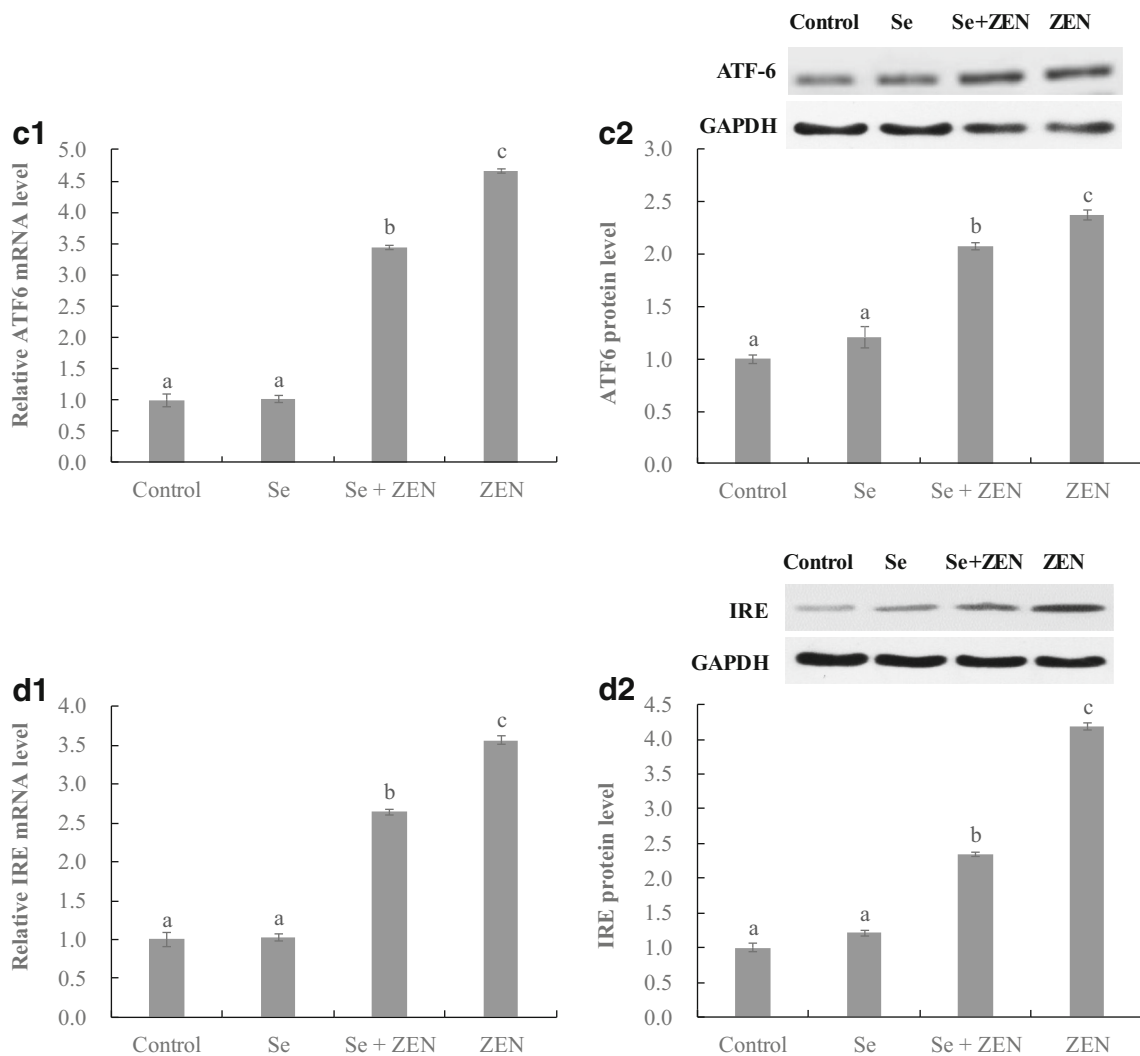 Control Se Se+ZEN ZEN
ATF-6
GAPDH
c1
c2
Relative ATF6 mRNA level
5.0
4.5
4.0
3.5
3.0
2.5
2.0
1.5
1.0
0.5
0.0
a
a
b
c
Control Se Se + ZEN ZEN
ATF6 protein level
3.0
2.5
2.0
1.5
1.0
0.5
0.0
a
a
b
c
Control Se Se + ZEN ZEN
Control Se Se+ZEN ZEN
IRE
GAPDH
d1
d2
Relative IRE mRNA level
4.0
3.5
3.0
2.5
2.0
1.5
1.0
0.5
0.0
a
a
b
c
Control Se Se + ZEN ZEN
IRE protein level
4.5
4.0
3.5
3.0
2.5
2.0
1.5
1.0
0.5
0.0
a
a
b
c
Control Se Se + ZEN ZEN